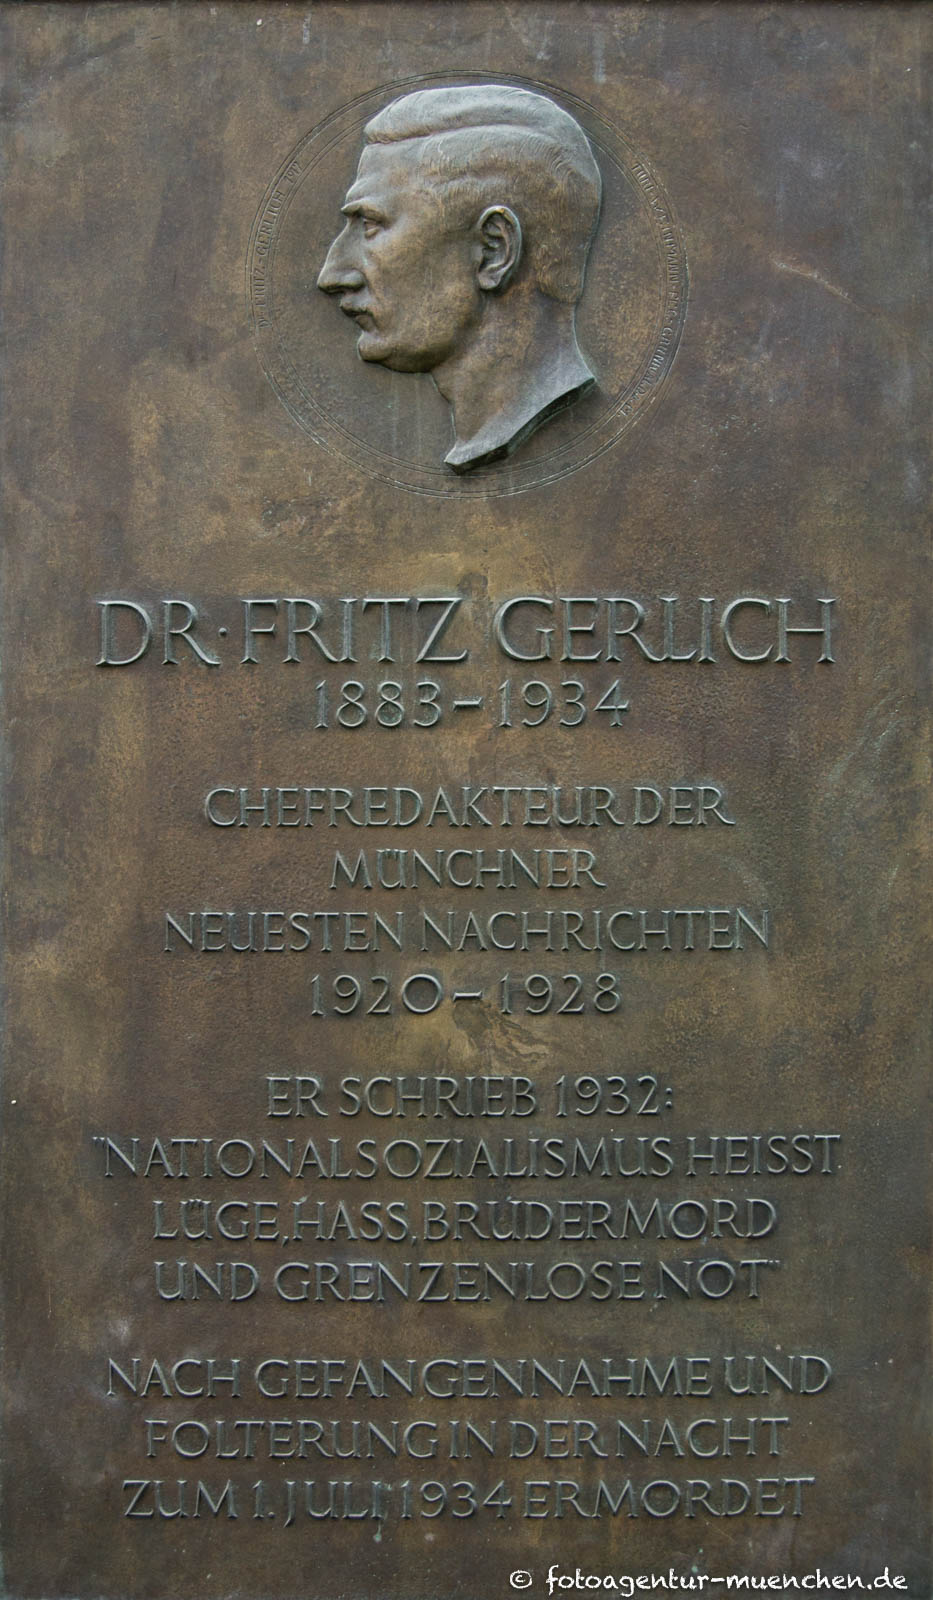 DR·FRITZ GERLICH
1883–1934
CHEFREDAKTEUR DER
MÜNCHNER
NEUESTEN NACHRICHTEN
1920–1928
ER SCHRIEB 1932:
"NATIONALSOZIALISMUS HEISST
LÜGE, HASS, BRUDERMORD
UND GRENZENLOSE NOT"
NACH GEFANGENNAHME UND
FOLTERUNG IN DER NACHT
ZUM 1. JULI 1934 ERMORDET
© fotoagentur-muenchen.de